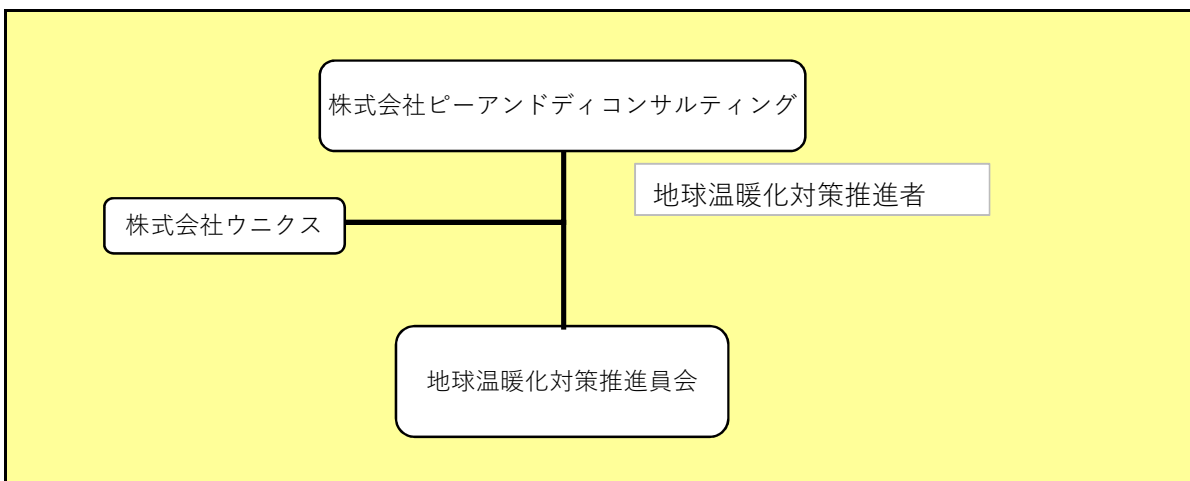 株式会社ピーアンドディコンサルティング
地球温暖化対策推進者
株式会社ウニクス
地球温暖化対策推進員会